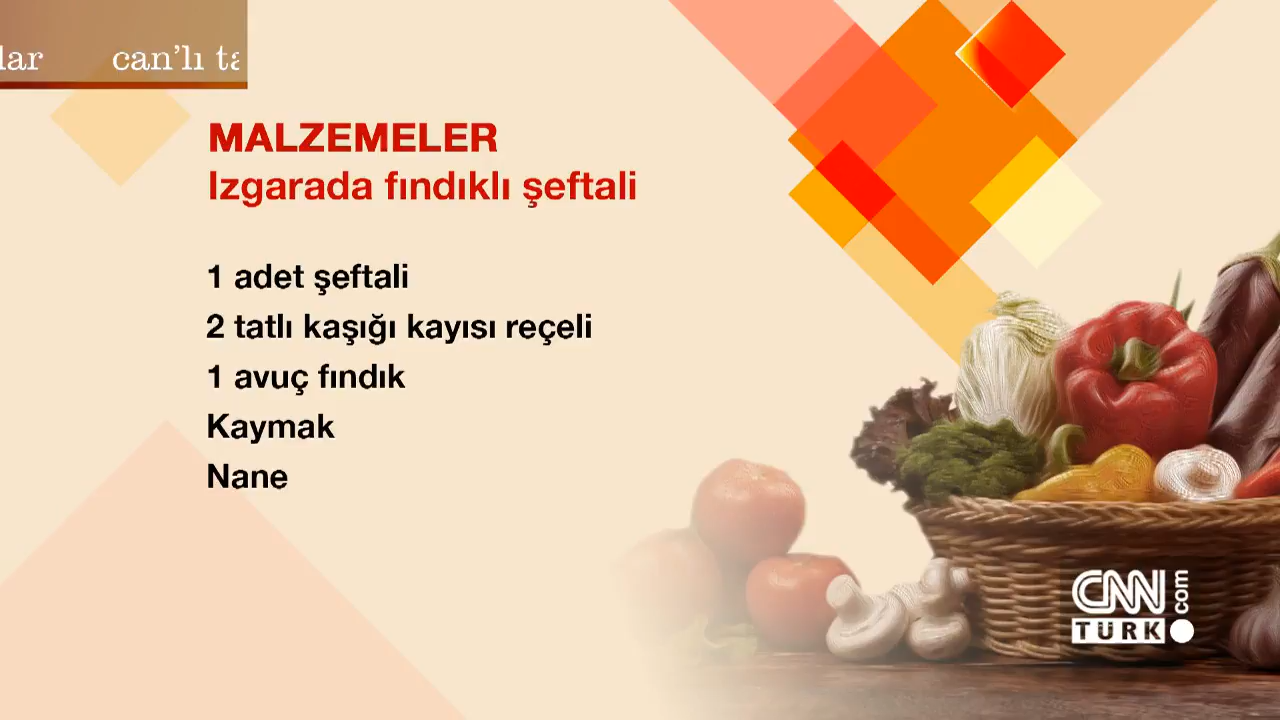 can'lı
MALZEMELER
Izgarada fındıklı şeftali
1 adet şeftali
2 tatlı kaşığı kayısı reçeli
1 avuç fındık
Kaymak
Nane
CNN
TÜRK
.com